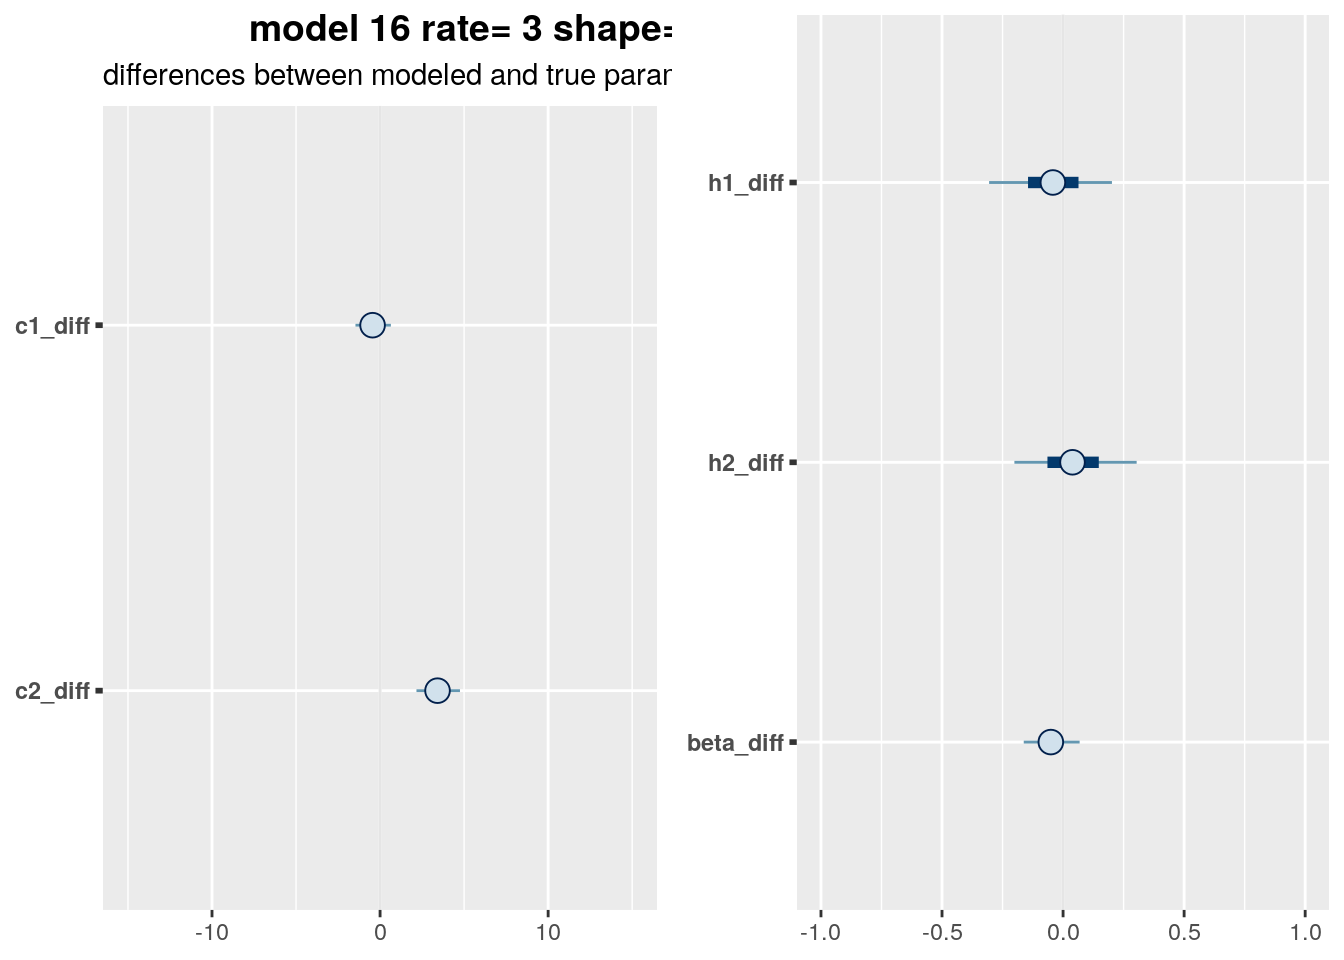 model 16 rate= 3 shape=
differences between modeled and true
c1_diff
c2_diff
-10 0 10
h1_diff
h2_diff
beta_diff
-1.0 -0.5 0.0 0.5 1.0